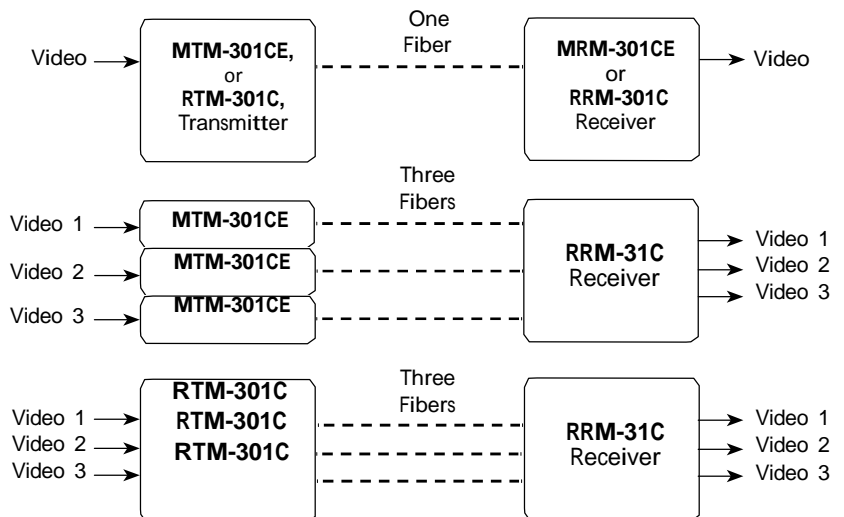 One
Fiber
Video
MTM-301CE,
or
RTM-301C,
Transmitter
MRM-301CE
or
RRM-301C
Receiver
Video
Three
Fibers
Video 1
Video 2
Video 3
MTM-301CE
MTM-301CE
MTM-301CE
RRM-31C
Receiver
Video 1
Video 2
Video 3
Three
Fibers
Video 1
Video 2
Video 3
RTM-301C
RTM-301C
RTM-301C
RRM-31C
Receiver
Video 1
Video 2
Video 3